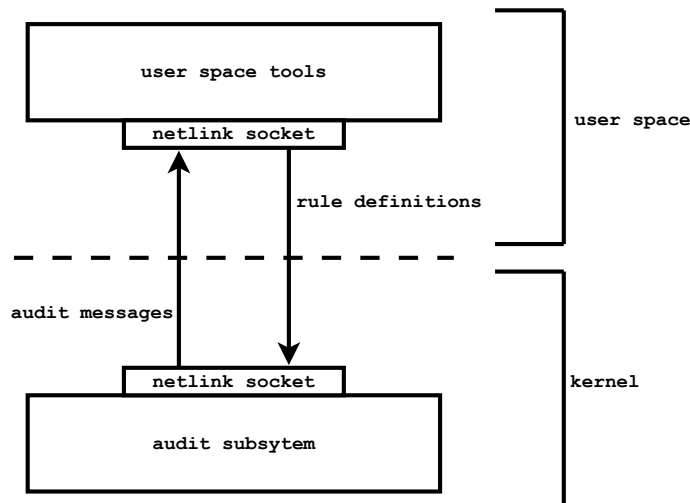 user space tools
netlink socket
user space
rule definitions
audit messages
netlink socket
kernel
audit subsytem